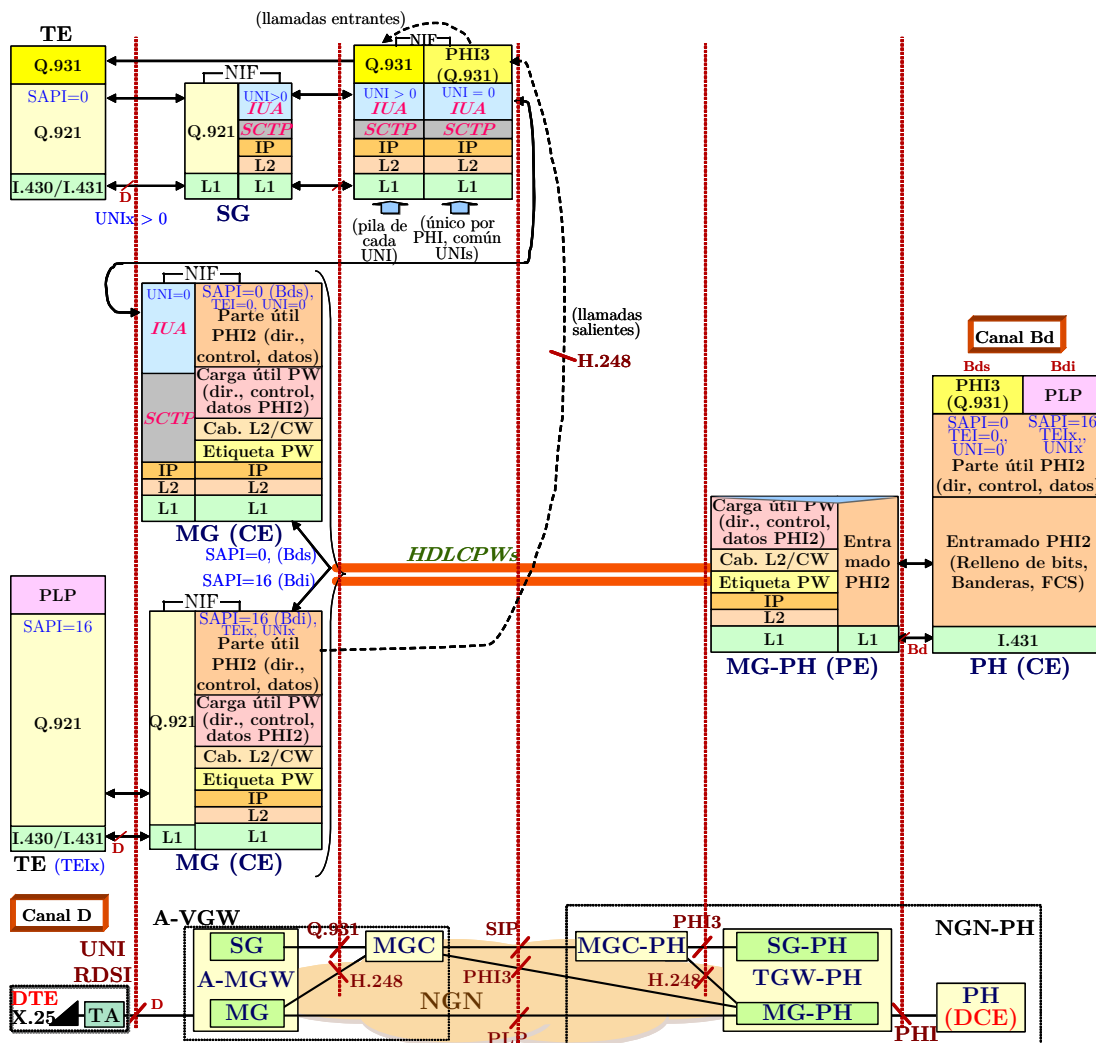 (llamadas entrantes)
TE
NIF
Q.931
Q.931
PHI3
(Q.931)
NIF
SAPI=0
Q.921
Q.921
UNI>0
IUA
SCTP
IP
L2
UNI > 0
IUA
SCTP
IP
L2
UNI = 0
IUA
SCTP
IP
L2
I.430/I.431
D
L1
L1
L1
L1
SG
UNIx > 0
(pila de
cada
UNI)
(único por
PHI, común
UNIs)
NIF
UNI=0
IUA
SCTP
IP
L2
L1
SAPI=0 (Bds),
TEI=0, UNI=0
Parte útil
PHI2 (dir.,
control, datos)
Carga útil PW
(dir., control,
datos PHI2)
Cab. L2/CW
Etiqueta PW
IP
L2
L1
MG (CE)
(llamadas
salientes)
H.248
Canal Bd
Bds
Bdi
PHI3
(Q.931)
PLP
SAPI=0
TEI=0,,
UNI=0
SAPI=16
TEIx,,
UNIx
Parte útil PHI2
(dir, control, datos)
Entramado PHI2
(Relleno de bits,
Banderas, FCS)
I.431
PH (CE)
Carga útil PW
(dir., control,
datos PHI2)
Cab. L2/CW
Etiqueta PW
IP
L2
L1
Entra
mado
PHI2
L1
Bd
MG-PH (PE)
SAPI=0, (Bds)
SAPI=16 (Bdi)
HDLCPWs
PLP
SAPI=16
Q.921
I.430/I.431
D
TE (TEIx)
NIF
Q.921
L1
SAPI=16 (Bdi),
TEIx, UNIx
Parte útil
PHI2 (dir.,
control, datos)
Carga útil PW
(dir., control,
datos PHI2)
Cab. L2/CW
Etiqueta PW
IP
L2
L1
MG (CE)
Canal D
A-VGW
UNI
RDSI
SG
A-MGW
MG
Q.931
MGC
H.248
SIP
PHI3
NGN
PLP
MGC-PH
PHI3
H.248
SG-PH
TGW-PH
MG-PH
NGN-PH
PH
(DCE)
PHI
DTE
X.25
TA
D